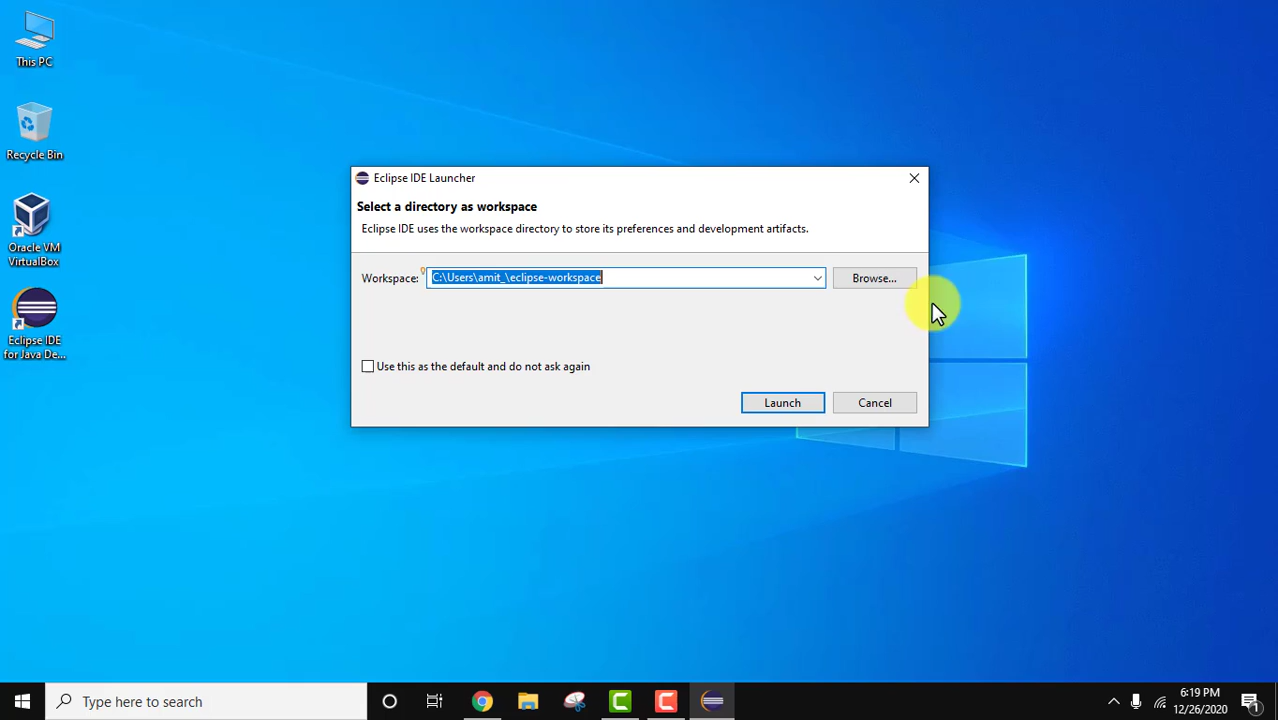 This PC
Recycle Bin
Oracle VM
VirtualBox
Eclipse IDE
for Java De...
Eclipse IDE Launcher
Select a directory as workspace
Eclipse IDE uses the workspace directory to store its preferences and development artifacts.
Workspace: C:\Users\amit_\eclipse-workspace Browse...
Use this as the default and do not ask again
Launch Cancel
Type here to search
6:19 PM
12/26/2020
1